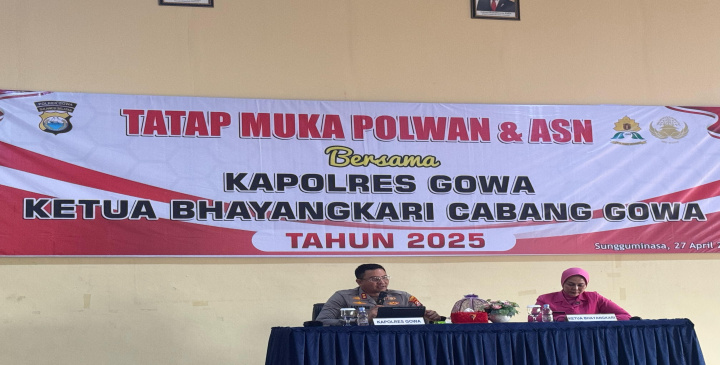 TATAP MUKA POLWAN & ASN
Bersama
KAPOLRES GOWA
KETUA BHAYANGKARI CABANG GOWA
TAHUN 2025
Sungguminasa, 27 April 2
KAPOLRES GOWA
KETUA BHAYANGKARI